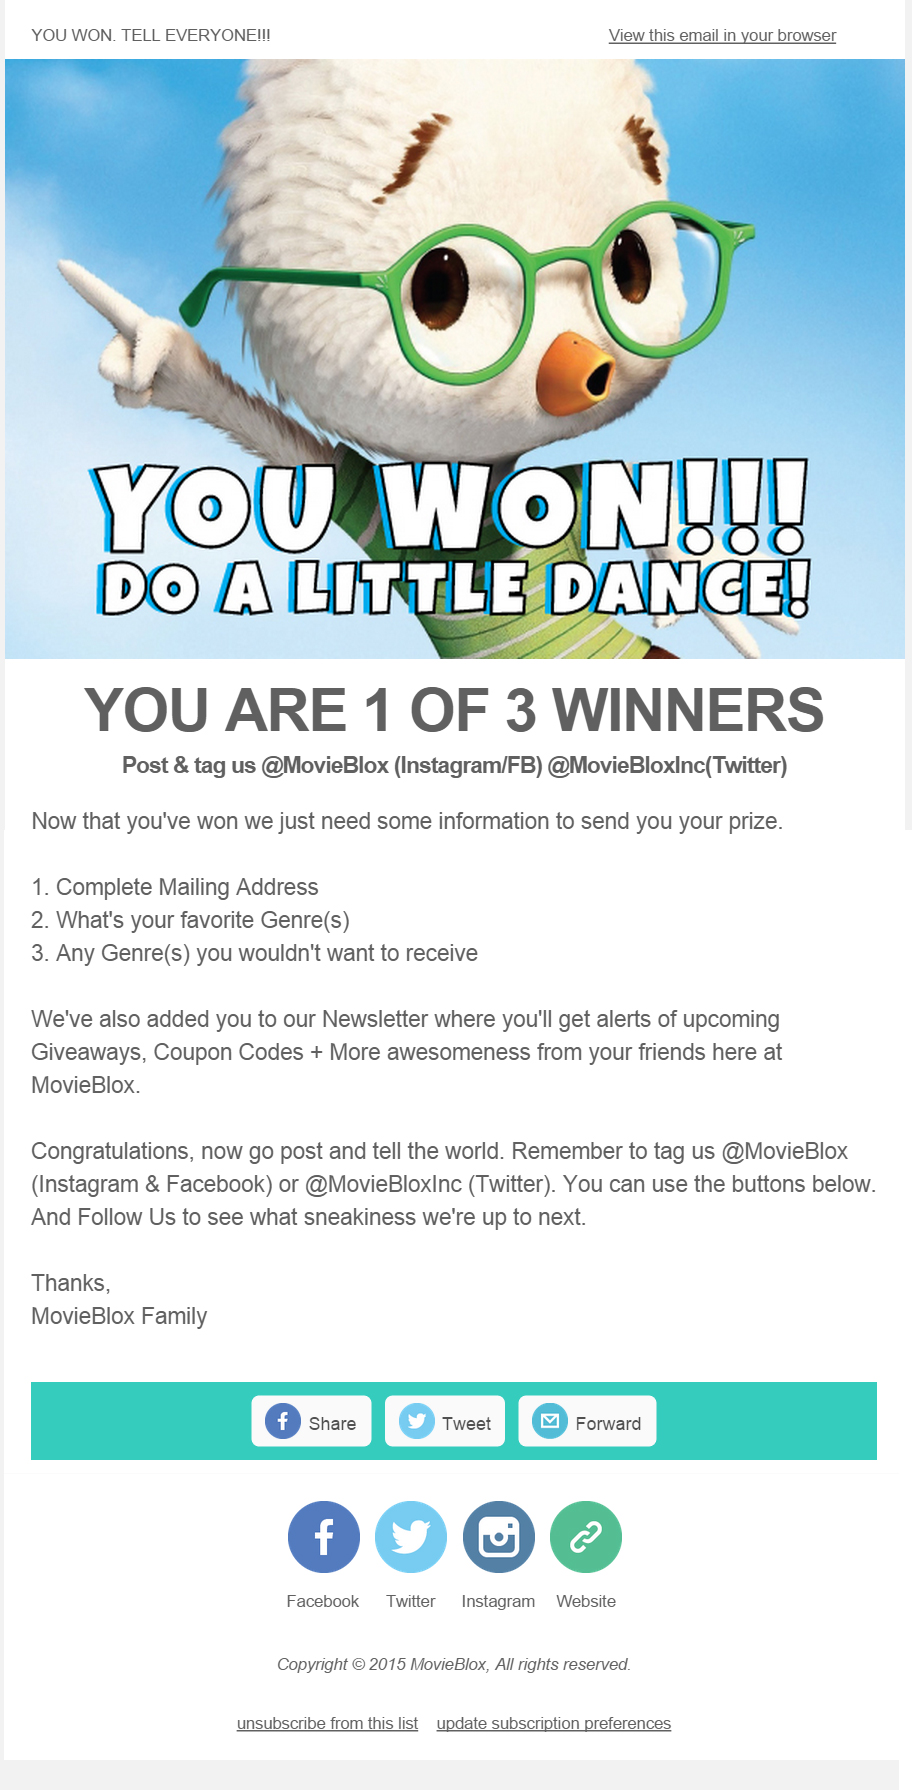 YOU WON. TELL EVERYONE!!!
View this email in your browser
YOU WON!!!
DO A LITTLE DANCE!
YOU ARE 1 OF 3 WINNERS
Post & tag us @MovieBlox (Instagram/FB) @MovieBloxInc(Twitter)
Now that you've won we just need some information to send you your prize.
1. Complete Mailing Address
2. What's your favorite Genre(s)
3. Any Genre(s) you wouldn't want to receive
We've also added you to our Newsletter where you'll get alerts of upcoming
Giveaways, Coupon Codes + More awesomeness from your friends here at
MovieBlox.
Congratulations, now go post and tell the world. Remember to tag us @MovieBlox
(Instagram & Facebook) or @MovieBloxInc (Twitter). You can use the buttons below.
And Follow Us to see what sneakiness we're up to next.
Thanks,
MovieBlox Family
Share Tweet Forward
Facebook Twitter Instagram Website
Copyright © 2015 MovieBlox, All rights reserved.
unsubscribe from this list update subscription preferences